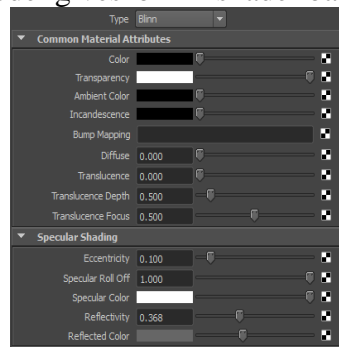 Type Blinn
Common Material Attributes
Color
Transparency
Ambient Color
Incandescence
Bump Mapping
Diffuse 0.000
Translucence 0.000
Translucence Depth 0.500
Translucence Focus 0.500
Specular Shading
Eccentricity 0.100
Specular Roll Off 1.000
Specular Color
Reflectivity 0.368
Reflected Color